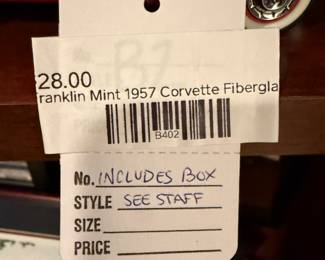 28.00
ranklin Mint 1957 Corvette Fibergla
B402
No. INCLUDES BOX
STYLE SEE STAFF
SIZE
PRICE